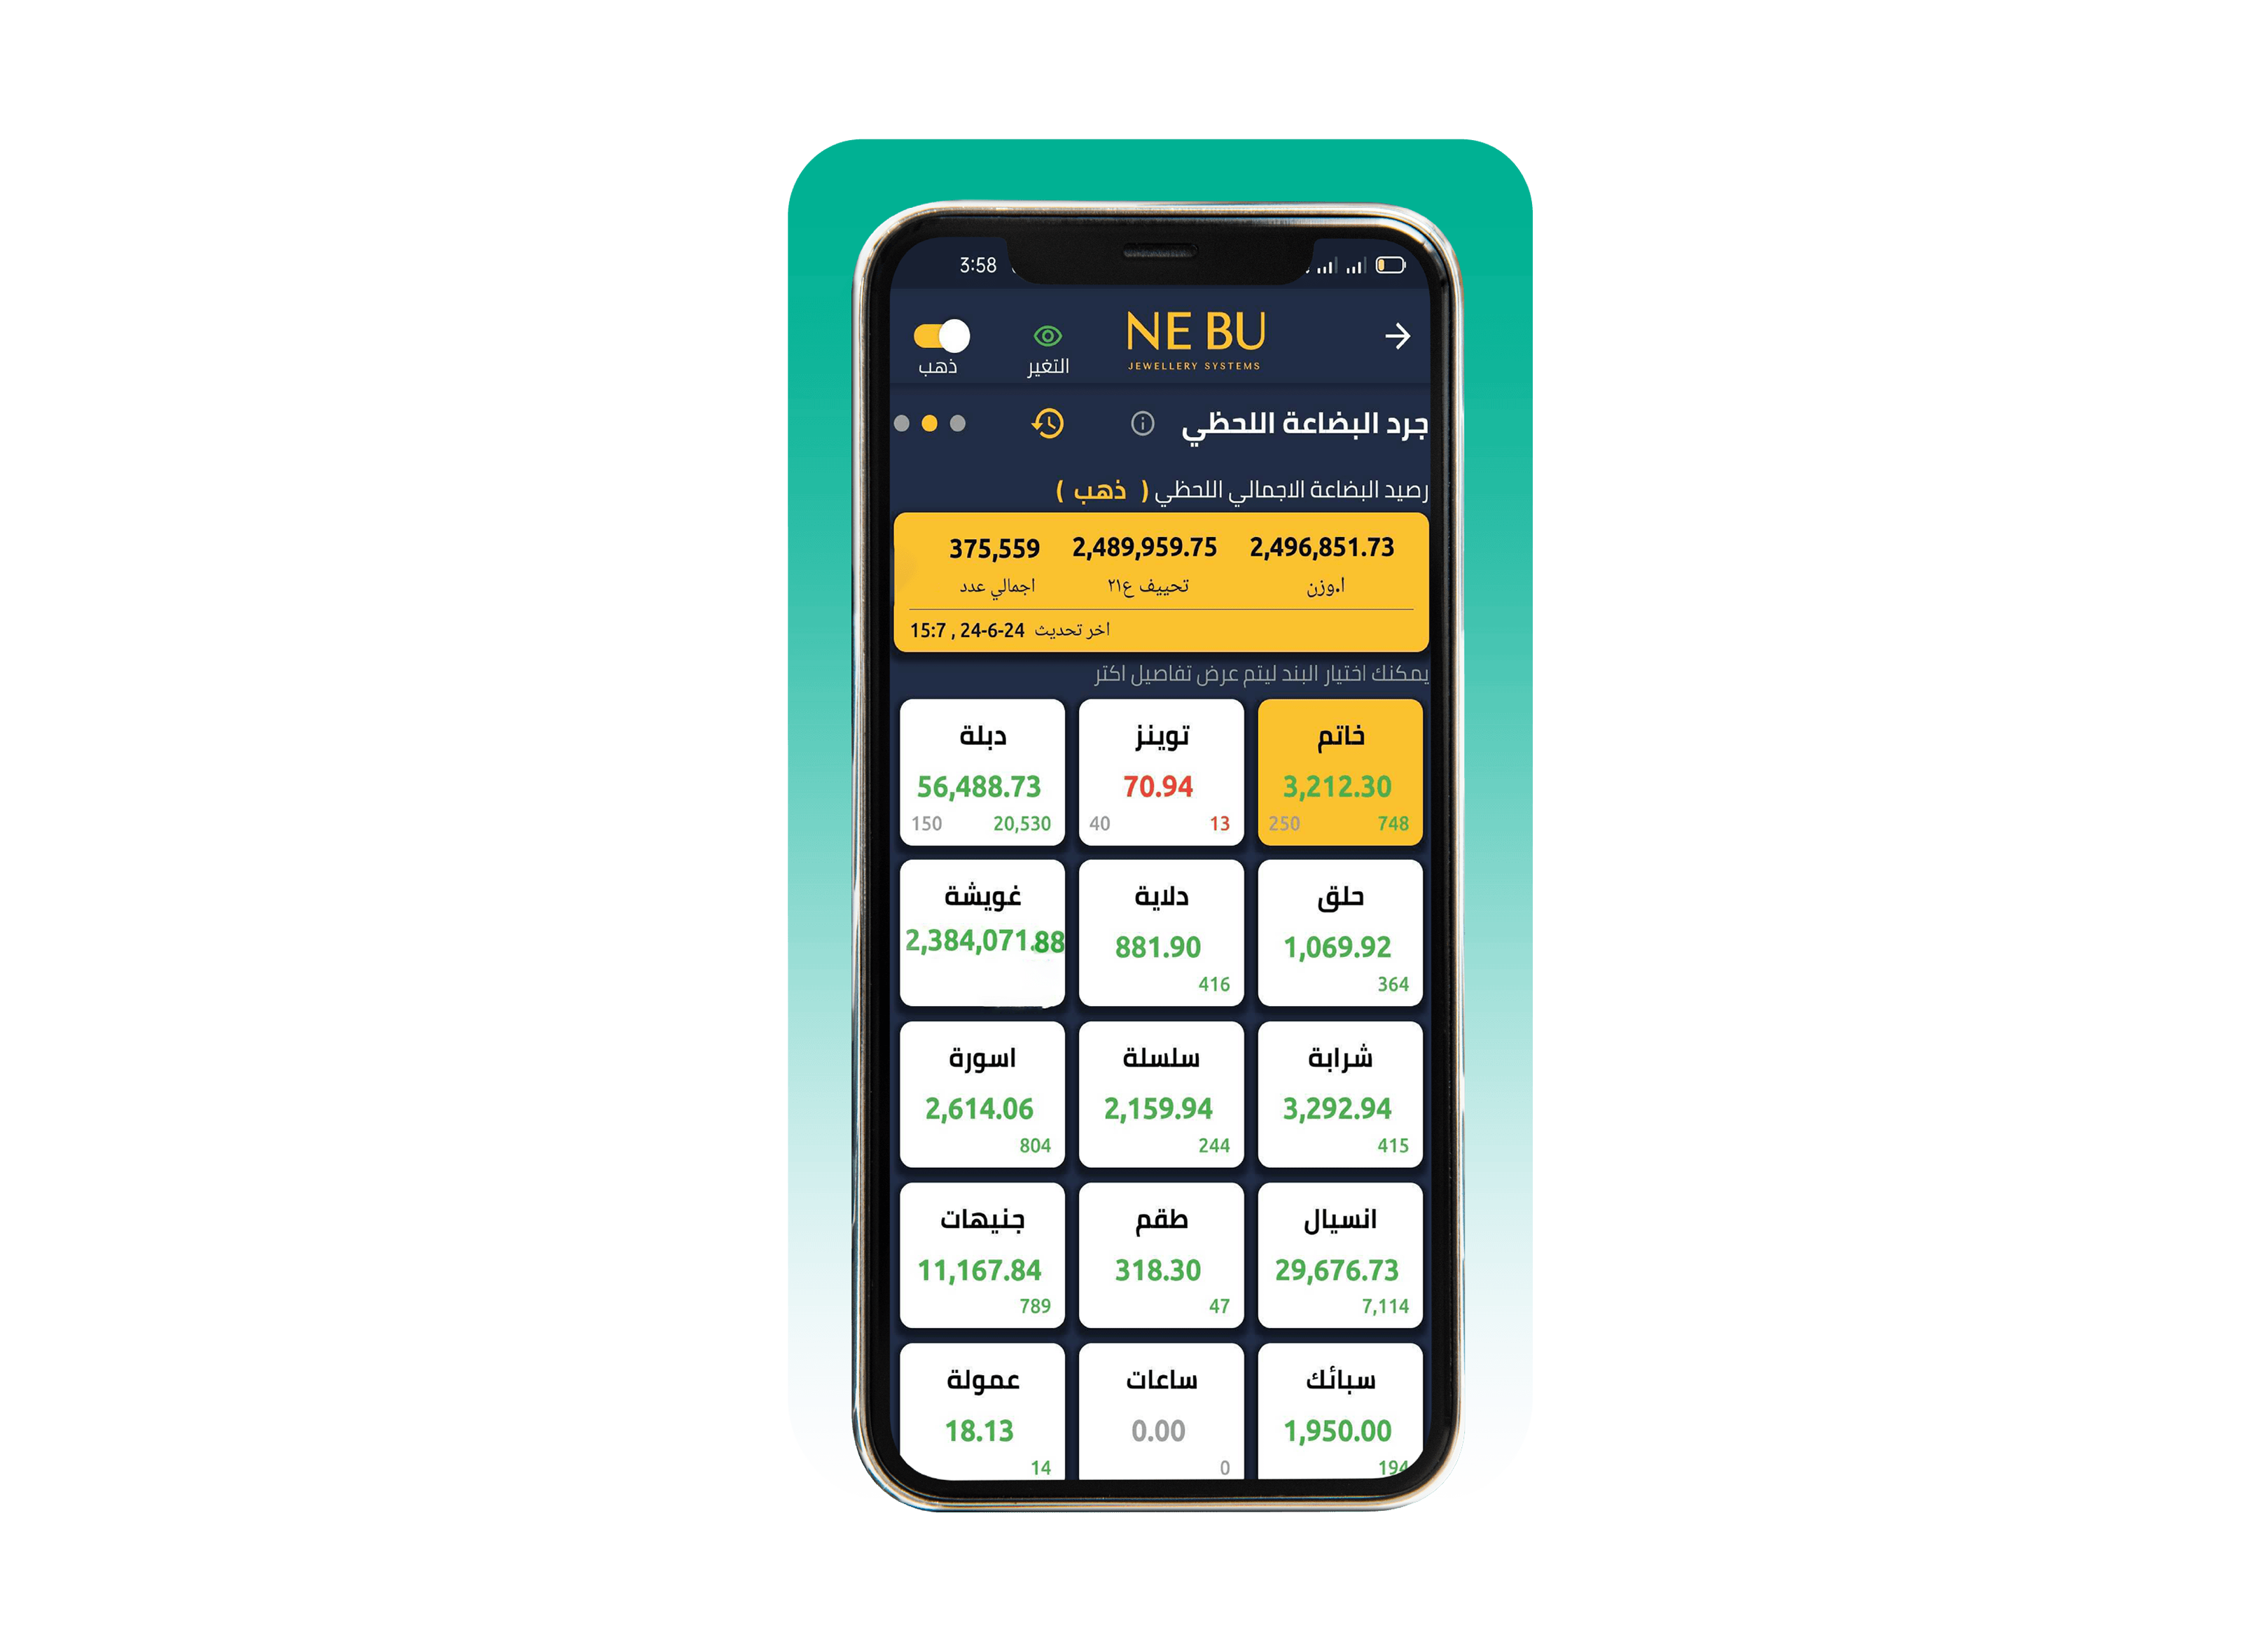 3:58
NE BU
JEWELLERY SYSTEMS
التغير
ذهب
جرد البضاعة اللحظي
رصيد البضاعة الاجمالي اللحظي ( ذهب )
2,496,851.73 2,489,959.75 375,559
ا.وزن تحييف ع٢١ اجمالي عدد
اخر تحديث 15:7 , 24-6-24
يمكنك اختيار البند ليتم عرض تفاصيل اكتر
خاتم توينز دبلة
3,212.30 70.94 56,488.73
748 250 13 40 20,530 150
حلق دلاية غويشة
1,069.92 881.90 2,384,071.88
364 416
شرابة سلسلة اسورة
3,292.94 2,159.94 2,614.06
415 244 804
انسيال طقم جنيهات
29,676.73 318.30 11,167.84
7,114 47 789
سبائك ساعات عمولة
1,950.00 0.00 18.13
194 0 14